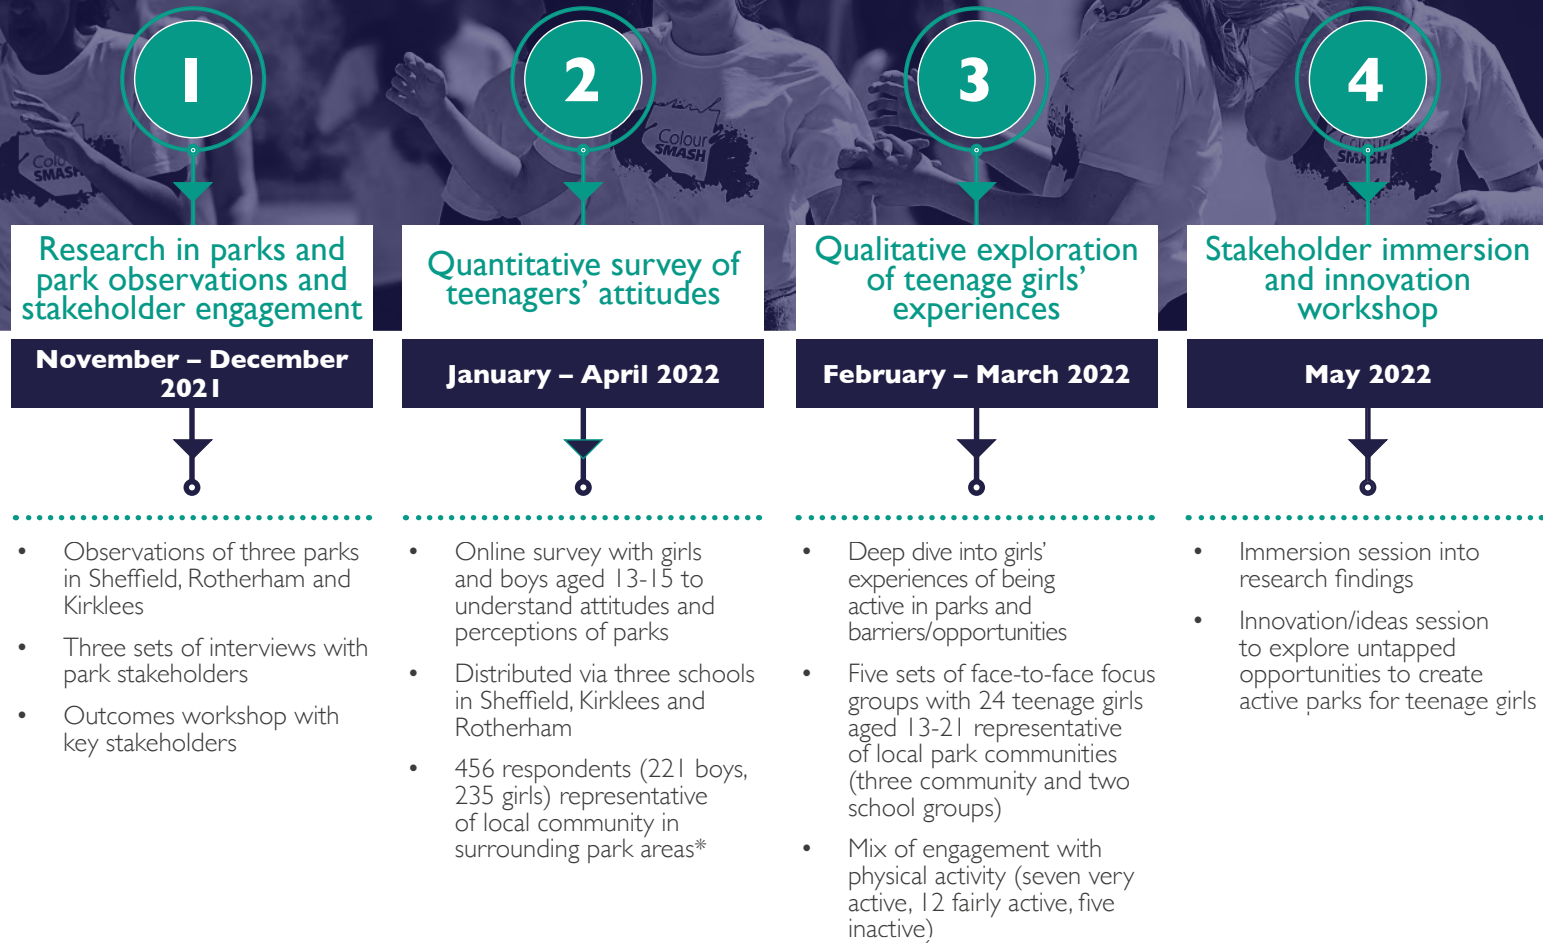 1
2
3
4
Colour
SMASH
Colour
SMASH
SMASH
Research in parks and
park observations and
stakeholder engagement
November – December
2021
• Observations of three parks
in Sheffield, Rotherham and
Kirklees
• Three sets of interviews with
park stakeholders
• Outcomes workshop with
key stakeholders
Quantitative survey of
teenagers’ attitudes
January – April 2022
• Online survey with girls
and boys aged 13-15 to
understand attitudes and
perceptions of parks
• Distributed via three schools
in Sheffield, Kirklees and
Rotherham
• 456 respondents (221 boys,
235 girls) representative
of local community in
surrounding park areas*
Qualitative exploration
of teenage girls’
experiences
February – March 2022
• Deep dive into girls’
experiences of being
active in parks and
barriers/opportunities
• Five sets of face-to-face focus
groups with 24 teenage girls
aged 13-21 representative
of local park communities
(three community and two
school groups)
• Mix of engagement with
physical activity (seven very
active, 12 fairly active, five
inactive)
Stakeholder immersion
and innovation
workshop
May 2022
• Immersion session into
research findings
• Innovation/ideas session
to explore untapped
opportunities to create
active parks for teenage girls